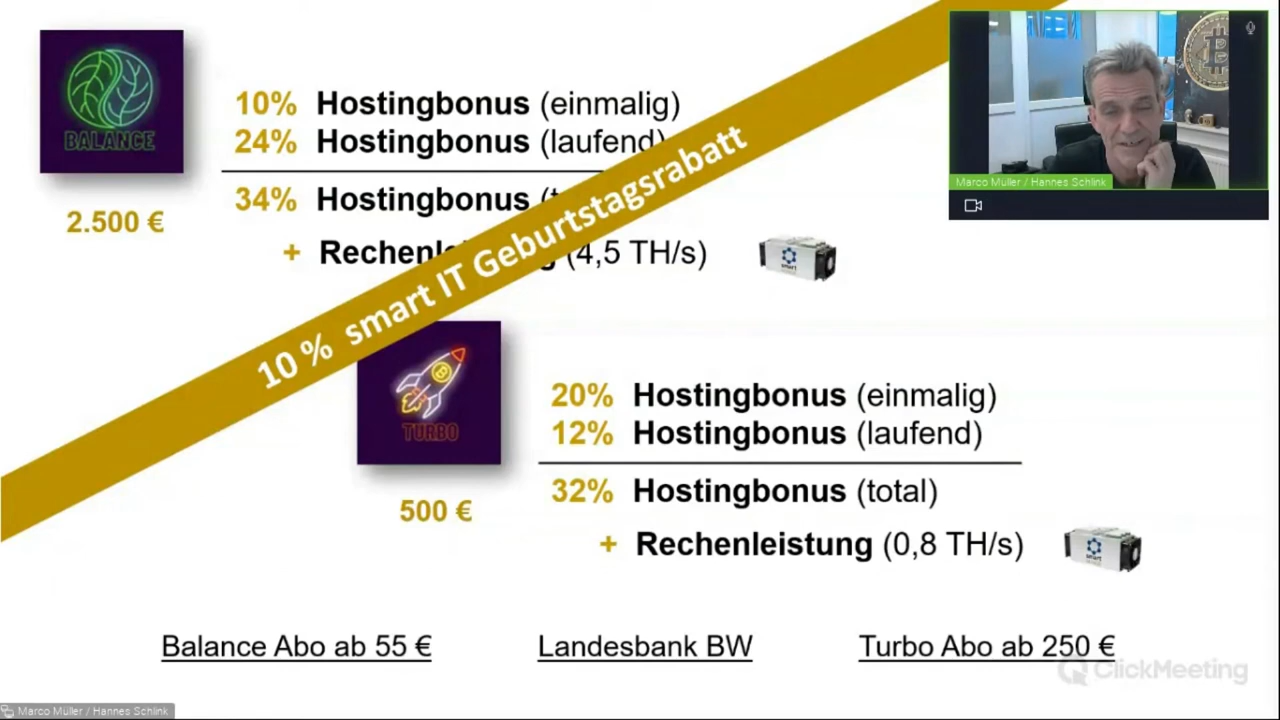 BALANCE
2.500 €
10% Hostingbonus (einmalig)
24% Hostingbonus (laufend)
34% Hostingbonus
+ (4,5 TH/s)
smart
10 % smart IT Geburtstagsrabatt
TURBO
500 €
20% Hostingbonus (einmalig)
12% Hostingbonus (laufend)
32% Hostingbonus (total)
+ Rechenleistung (0,8 TH/s)
smart
Balance Abo ab 55 €
Landesbank BW
Turbo Abo ab 250 €
ClickMeeting
Marco Müller / Hannes Schlink
Marco Müller / Hannes Schlink